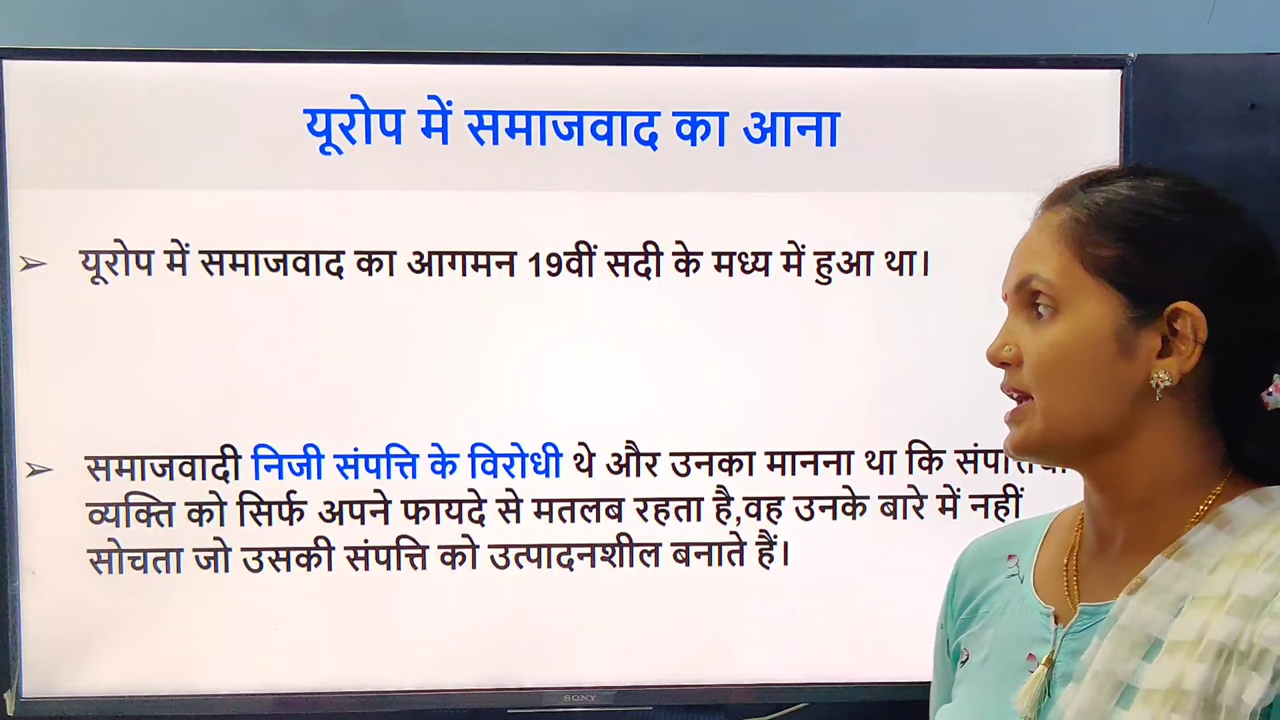 यूरोप में समाजवाद का आना
➢ यूरोप में समाजवाद का आगमन 19वीं सदी के मध्य में हुआ था।
➢ समाजवादी निजी संपत्ति के विरोधी थे और उनका मानना था कि
व्यक्ति को सिर्फ अपने फायदे से मतलब रहता है,वह उनके बारे में नहीं
सोचता जो उसकी संपत्ति को उत्पादनशील बनाते हैं।
SONY